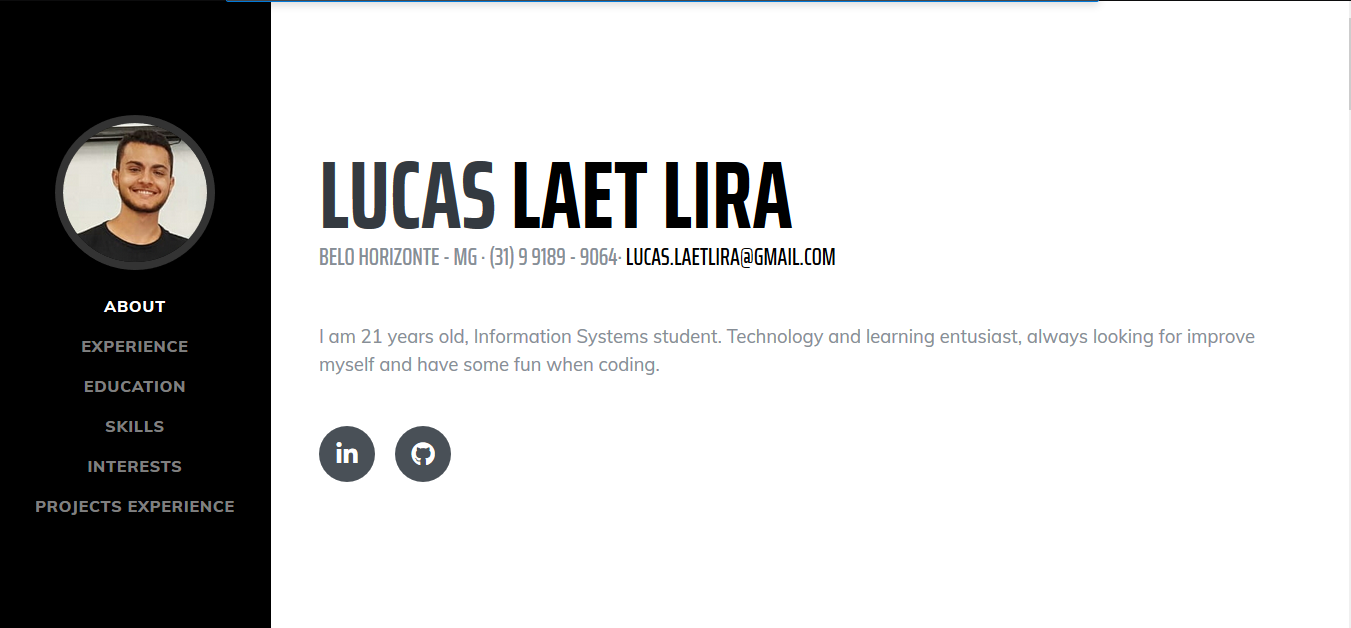 ABOUT
EXPERIENCE
EDUCATION
SKILLS
INTERESTS
PROJECTS EXPERIENCE
LUCAS LAET LIRA
BELO HORIZONTE - MG · (31) 9 9189 - 9064· LUCAS.LAETLIRA@GMAIL.COM
I am 21 years old, Information Systems student. Technology and learning entusiast, always looking for improve
myself and have some fun when coding.
in